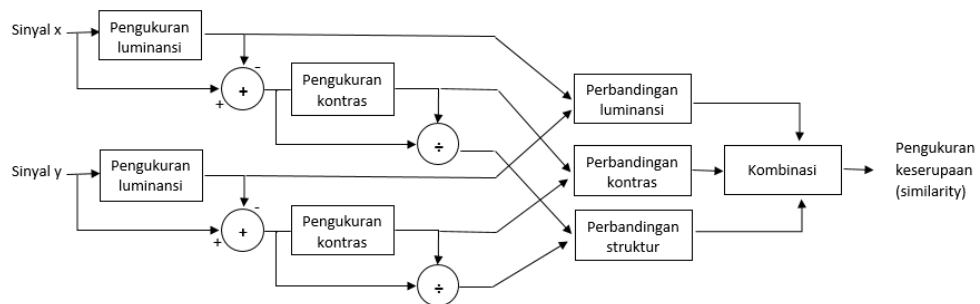 Sinyal x
Pengukuran
luminansi
-
+
+
Pengukuran
kontras
÷
Sinyal y
Pengukuran
luminansi
-
+
+
Pengukuran
kontras
÷
Perbandingan
luminansi
Perbandingan
kontras
Perbandingan
struktur
Kombinasi
Pengukuran
keserupaan
(similarity)